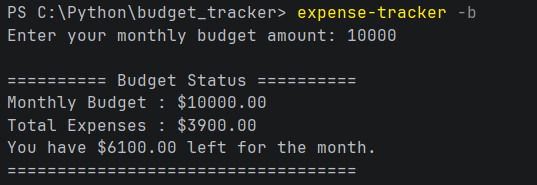 PS C:\Python\budget_tracker> expense-tracker -b
Enter your monthly budget amount: 10000
========== Budget Status ==========
Monthly Budget : $10000.00
Total Expenses : $3900.00
You have $6100.00 left for the month.
===================================